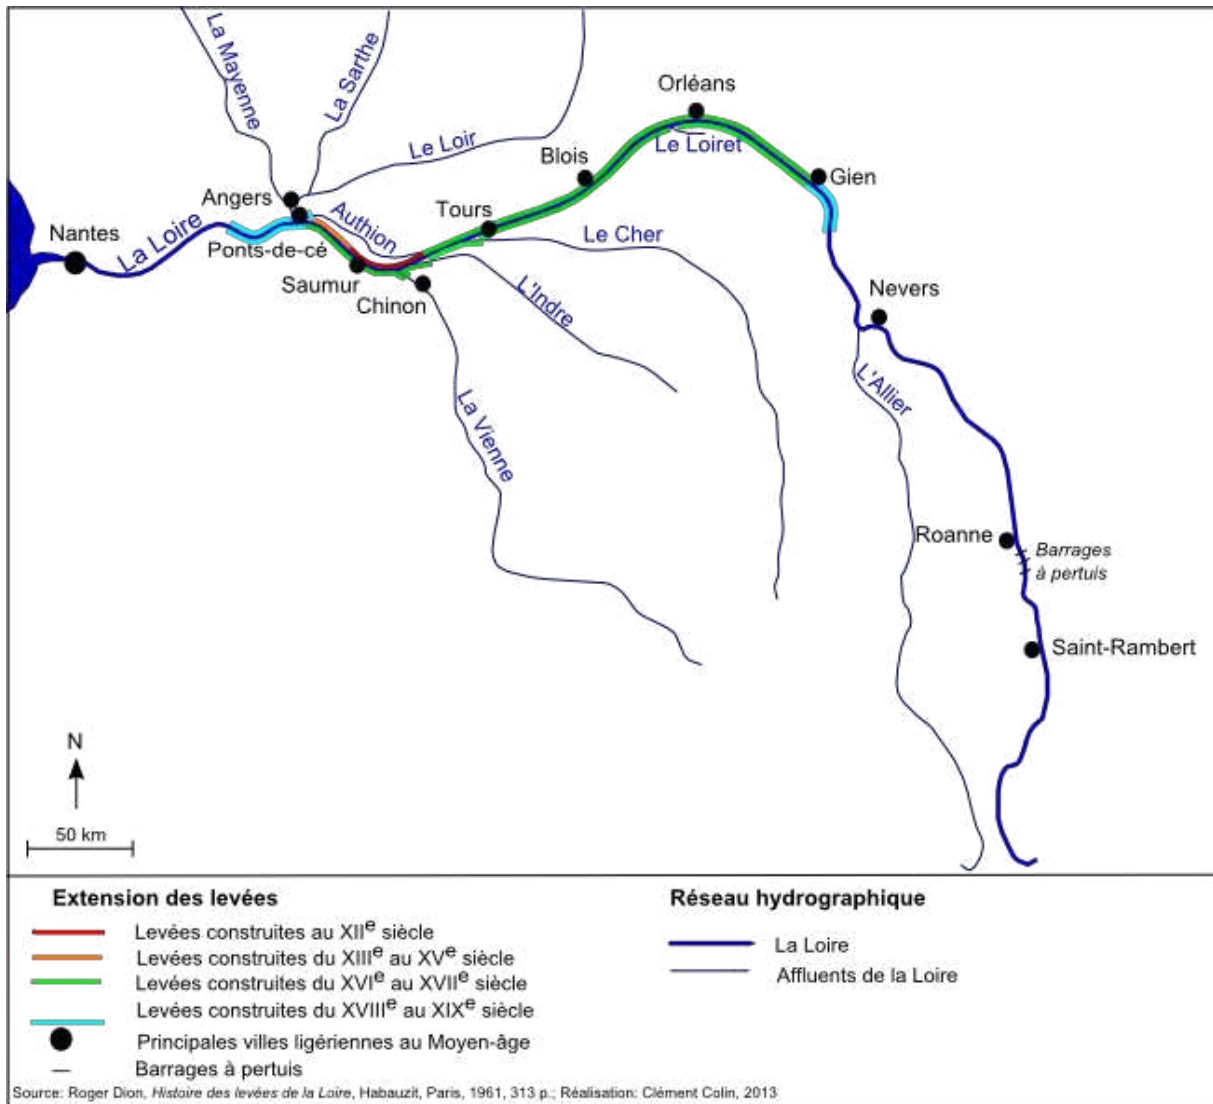 La Mayenne
La Sarthe
Le Loir
Orléans
Le Loiret
Blois
Gien
Angers
Authion
Tours
Le Cher
Nantes
La Loire
Ponts-de-cé
Saumur
Chinon
L'Indre
Nevers
L'Allier
La Vienne
Roanne
Barrages
à pertuis
Saint-Rambert
N
50 km
Extension des levées
Levées construites au XIIe siècle
Levées construites du XIIIe au XVe siècle
Levées construites du XVIe au XVIIe siècle
Levées construites du XVIIIe au XIXe siècle
Principales villes ligériennes au Moyen-âge
Barrages à pertuis
Réseau hydrographique
La Loire
Affluents de la Loire
Source: Roger Dion, Histoire des levées de la Loire, Habauzit, Paris, 1961, 313 p.; Réalisation: Clément Colin, 2013